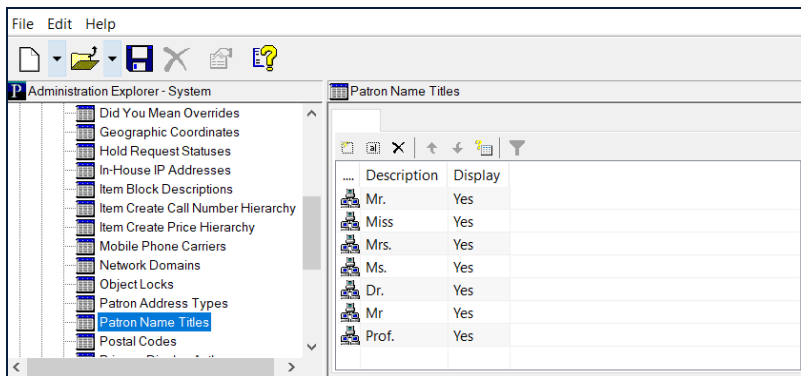 File Edit Help
Administration Explorer - System
Did You Mean Overrides
Geographic Coordinates
Hold Request Statuses
In-House IP Addresses
Item Block Descriptions
Item Create Call Number Hierarchy
Item Create Price Hierarchy
Mobile Phone Carriers
Network Domains
Object Locks
Patron Address Types
Patron Name Titles
Postal Codes
Patron Name Titles
.... Description Display
Mr. Yes
Miss Yes
Mrs. Yes
Ms. Yes
Dr. Yes
Mr Yes
Prof. Yes